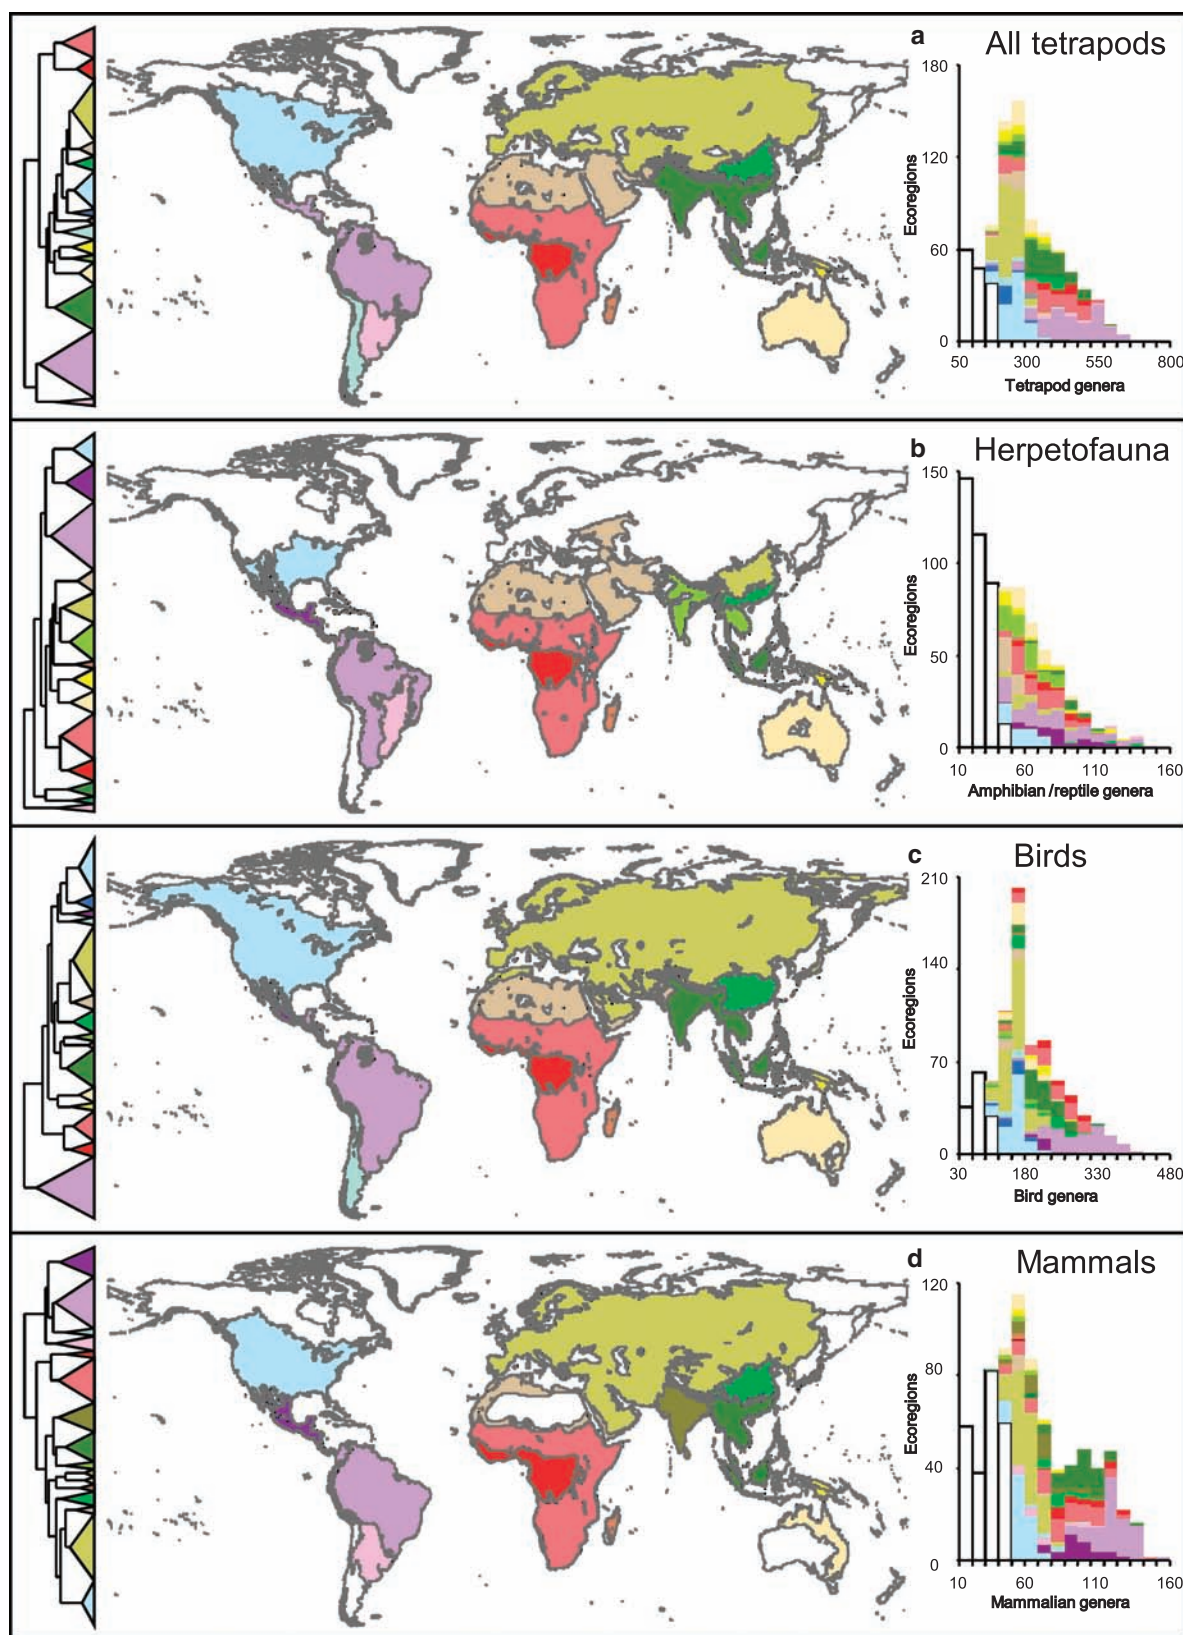 a All tetrapods
180
120
60
0
Ecoregions
50 300 550 800
Tetrapod genera
b Herpetofauna
150
100
50
0
Ecoregions
10 60 110 160
Amphibian /reptile genera
c Birds
210
140
70
0
Ecoregions
30 180 330 480
Bird genera
d Mammals
120
80
40
0
Ecoregions
10 60 110 160
Mammalian genera